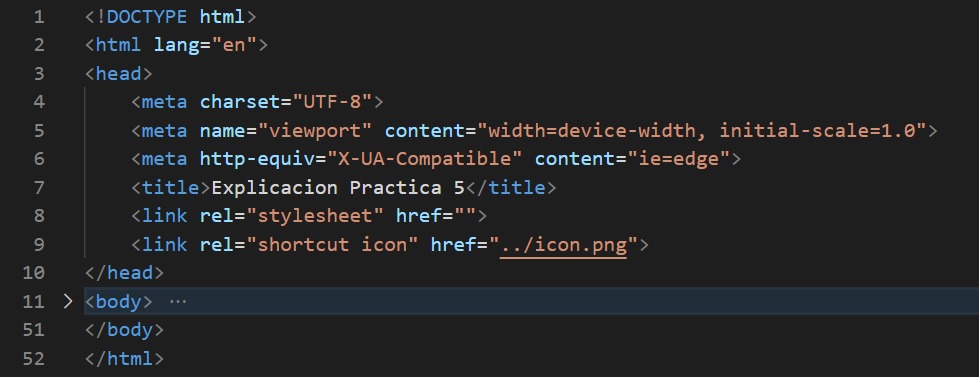 1 <!DOCTYPE html>
2 <html lang="en">
3 <head>
4 <meta charset="UTF-8">
5 <meta name="viewport" content="width=device-width, initial-scale=1.0">
6 <meta http-equiv="X-UA-Compatible" content="ie=edge">
7 <title>Explicacion Practica 5</title>
8 <link rel="stylesheet" href="">
9 <link rel="shortcut icon" href="../icon.png">
10 </head>
11 > <body> ...
51 </body>
52 </html>